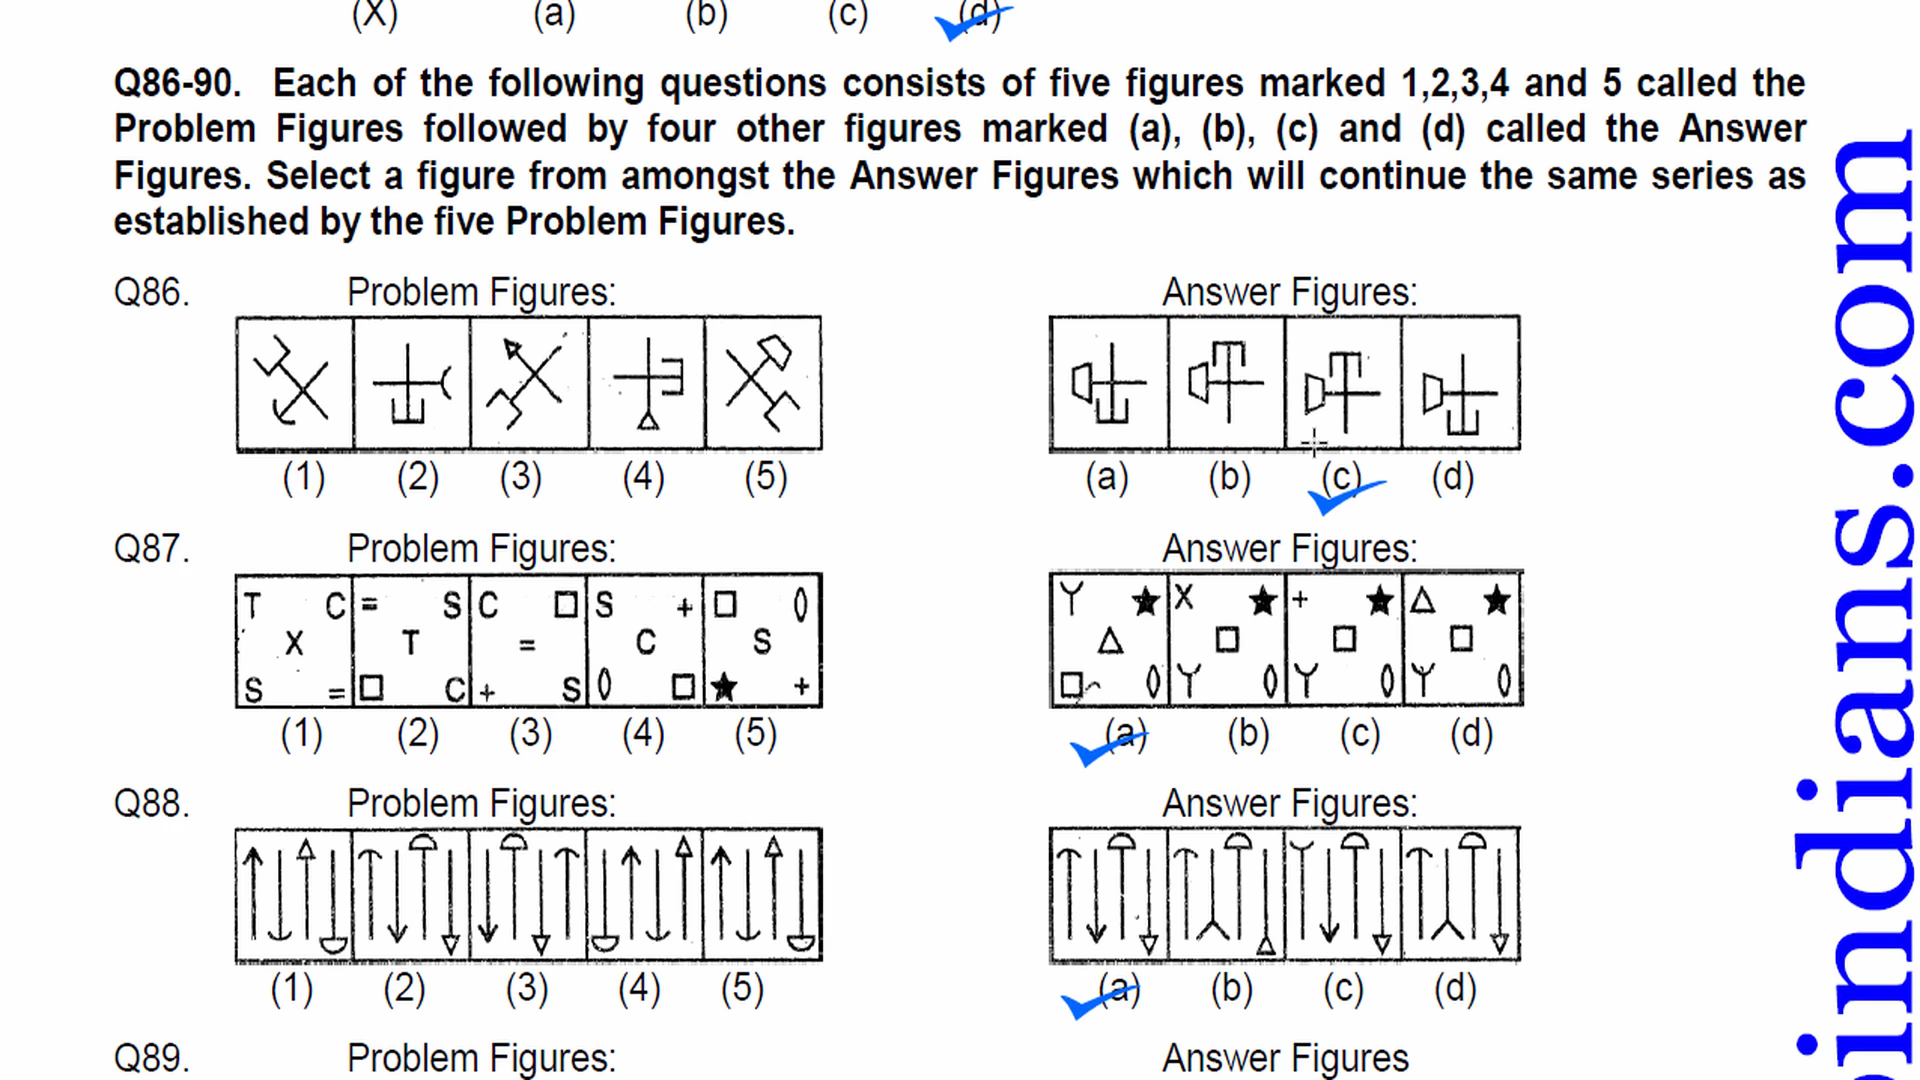 (X) (a) (b) (c) (d)
Q86-90. Each of the following questions consists of five figures marked 1,2,3,4 and 5 called the
Problem Figures followed by four other figures marked (a), (b), (c) and (d) called the Answer
Figures. Select a figure from amongst the Answer Figures which will continue the same series as
established by the five Problem Figures.
Q86. Problem Figures: Answer Figures:
(1) (2) (3) (4) (5) (a) (b) (c) (d)
Q87. Problem Figures: Answer Figures:
T C = S C □ S + □ () Y ★ X ★ + ★ △ ★
X T = C S △ □ □ □
S = □ C + S () □ ★ + □ () Y () Y () Y ()
(1) (2) (3) (4) (5) (a) (b) (c) (d)
Q88. Problem Figures: Answer Figures:
(1) (2) (3) (4) (5) (a) (b) (c) (d)
Q89. Problem Figures: Answer Figures
indians.com